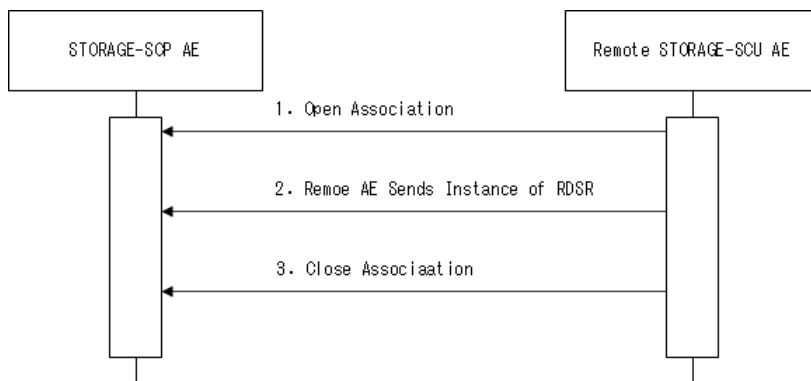 STORAGE-SCP AE
Remote STORAGE-SCU AE
1. Open Association
2. Remoe AE Sends Instance of RDSR
3. Close Associaation